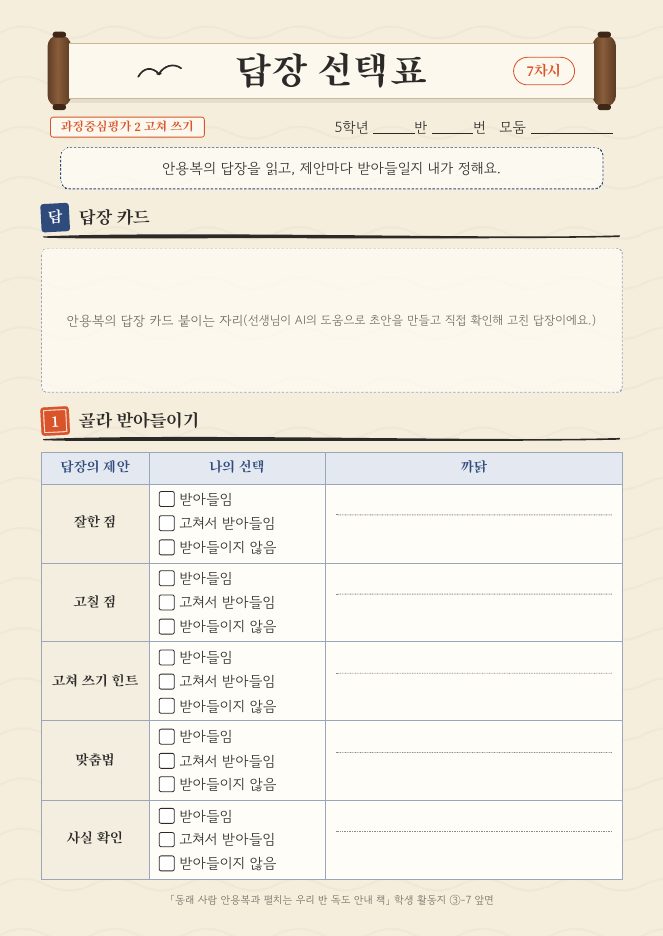 답장 선택표
7차시
과정중심평가 2 고쳐 쓰기
5학년 ______반 ______번 모둠 ____________
안용복의 답장을 읽고, 제안마다 받아들일지 내가 정해요.
답 답장 카드
안용복의 답장 카드 붙이는 자리(선생님이 AI의 도움으로 초안을 만들고 직접 확인해 고친 답장이에요.)
1 골라 받아들이기
답장의 제안 나의 선택 까닭
잘한 점
받아들임
고쳐서 받아들임
받아들이지 않음
고칠 점
받아들임
고쳐서 받아들임
받아들이지 않음
고쳐 쓰기 힌트
받아들임
고쳐서 받아들임
받아들이지 않음
맞춤법
받아들임
고쳐서 받아들임
받아들이지 않음
사실 확인
받아들임
고쳐서 받아들임
받아들이지 않음
「동래 사람 안용복과 펼치는 우리 반 독도 안내 책」 학생 활동지 ③-7 앞면